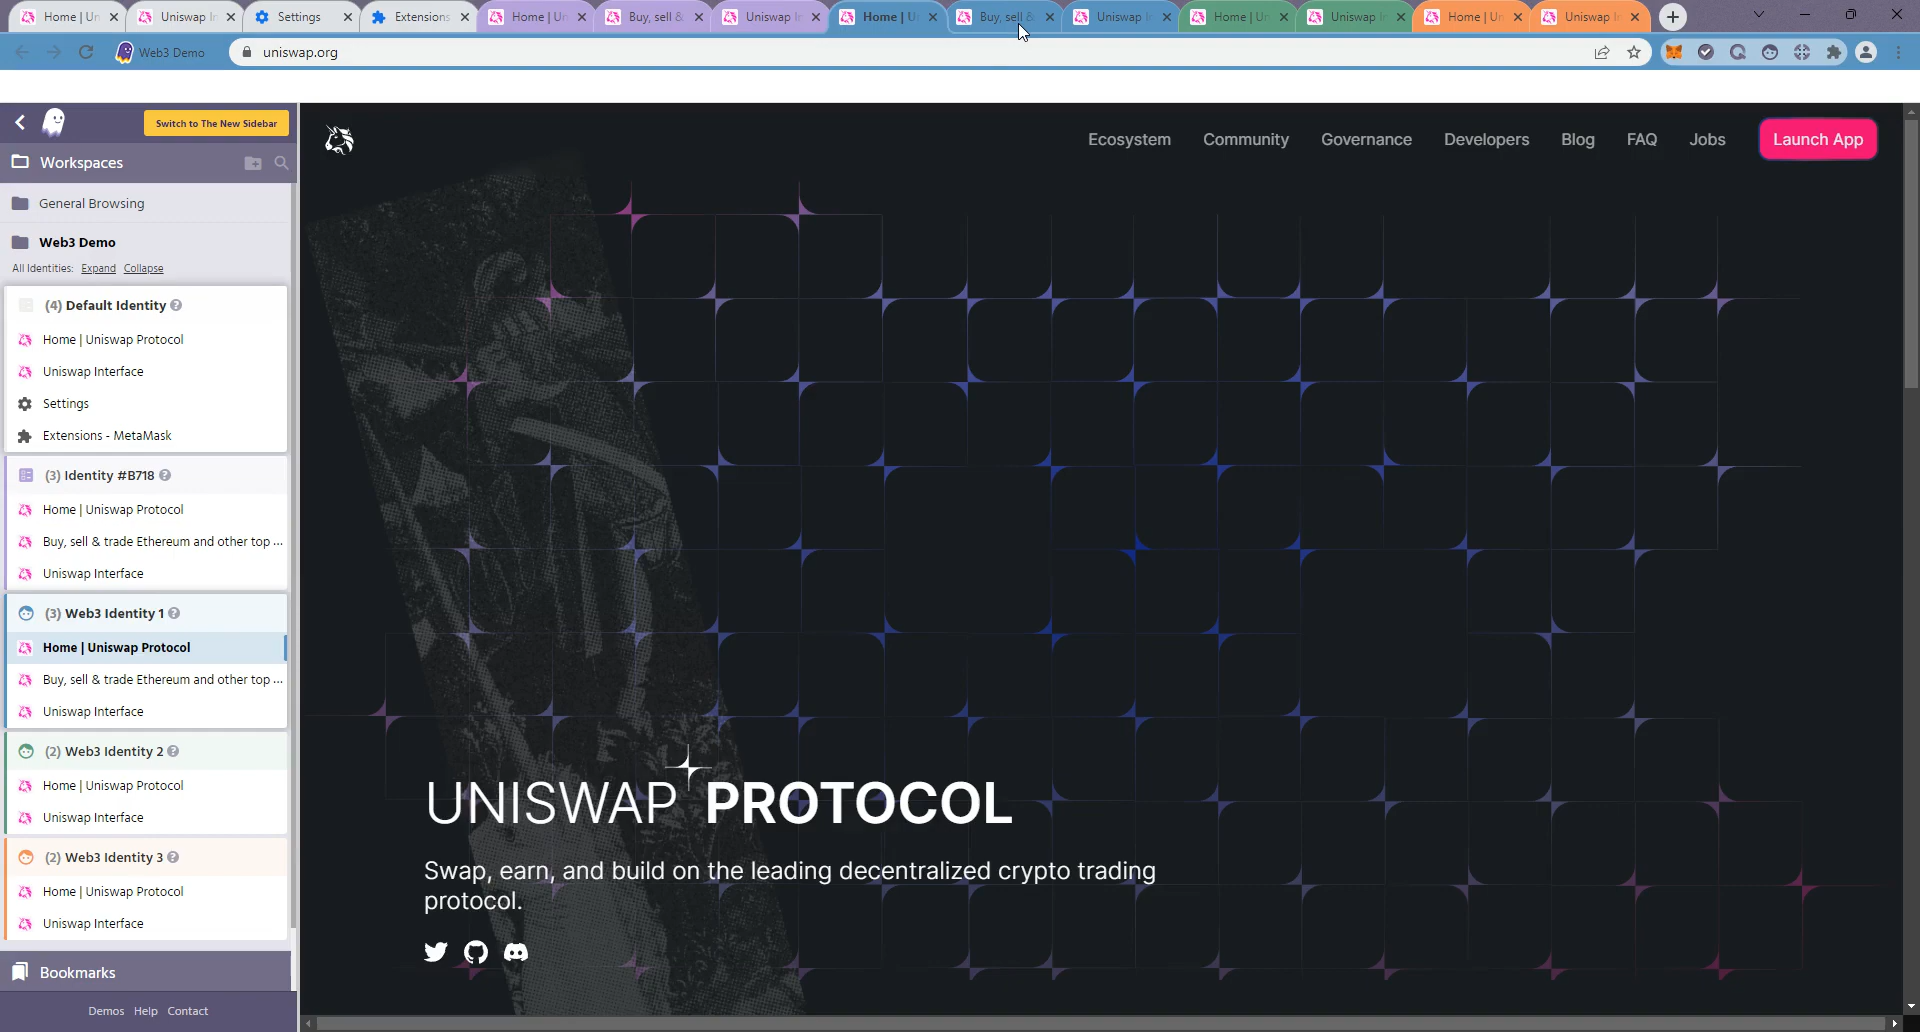 Home | Un
Uniswap In
Settings
Extensions
Home | Un
Buy, sell &
Uniswap In
Home | Un
Buy, sell &
Uniswap In
Home | Un
Uniswap In
Home | Un
Uniswap In
Web3 Demo
uniswap.org
Switch to The New Sidebar
Workspaces
General Browsing
Web3 Demo
All Identities: Expand Collapse
(4) Default Identity ?
Home | Uniswap Protocol
Uniswap Interface
Settings
Extensions - MetaMask
(3) Identity #B718 ?
Home | Uniswap Protocol
Buy, sell & trade Ethereum and other top ...
Uniswap Interface
(3) Web3 Identity 1 ?
Home | Uniswap Protocol
Buy, sell & trade Ethereum and other top ...
Uniswap Interface
(2) Web3 Identity 2 ?
Home | Uniswap Protocol
Uniswap Interface
(2) Web3 Identity 3 ?
Home | Uniswap Protocol
Uniswap Interface
Bookmarks
Demos Help Contact
Ecosystem Community Governance Developers Blog FAQ Jobs Launch App
UNISWAP PROTOCOL
Swap, earn, and build on the leading decentralized crypto trading
protocol.